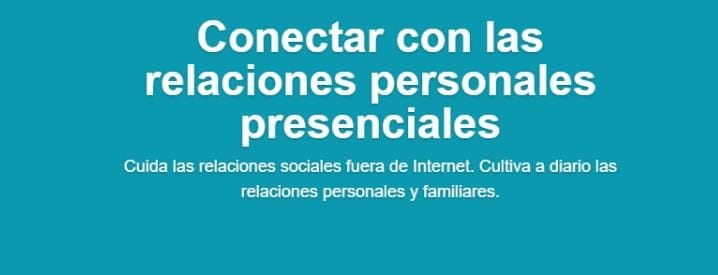 Conectar con las
relaciones personales
presenciales
Cuida las relaciones sociales fuera de Internet. Cultiva a diario las
relaciones personales y familiares.